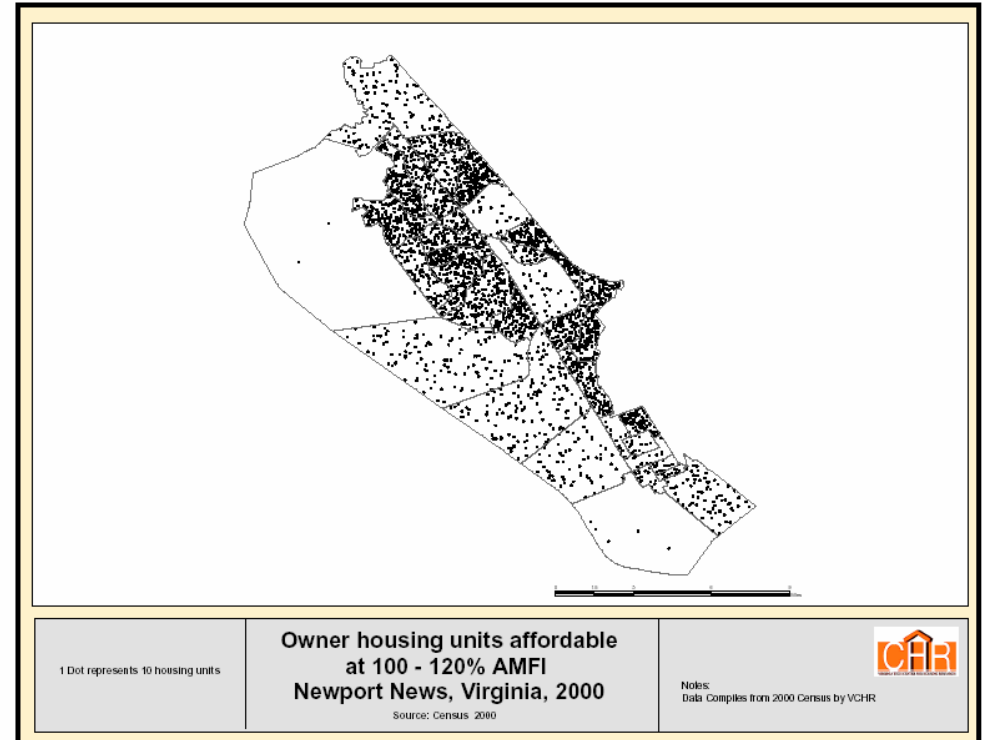 1 Dot represents 10 housing units
Owner housing units affordable
at 100 - 120% AMFI
Newport News, Virginia, 2000
Source: Census 2000
CHR
Notes:
Data Compiles from 2000 Census by VCHR